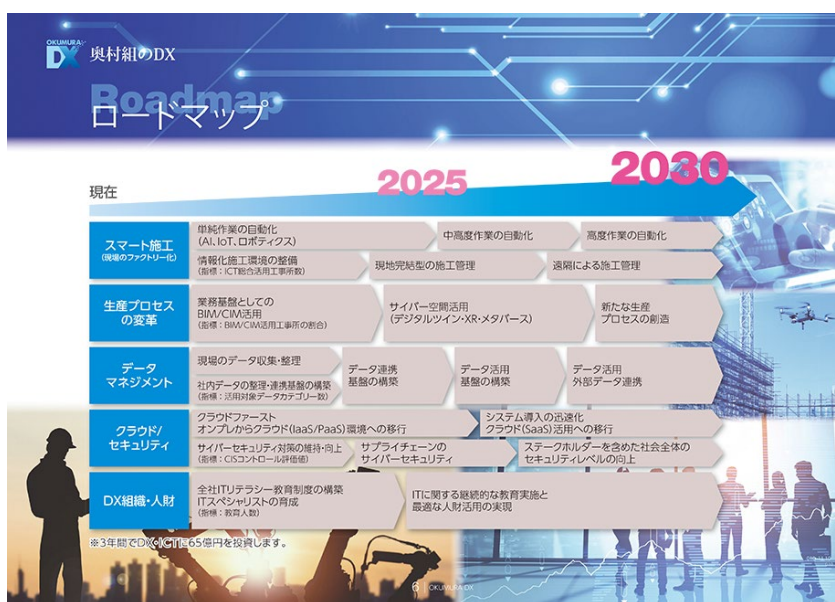 OKUMURA
DX
奥村組のDX
Roadmap
ロードマップ
現在
2025
2030
スマート施工
(現場のファクトリー化)
単純作業の自動化
(AI、IoT、ロボティクス)
中高度作業の自動化
高度作業の自動化
情報化施工環境の整備
(指標:ICT総合活用工事所数)
現地完結型の施工管理
遠隔による施工管理
生産プロセス
の変革
業務基盤としての
BIM/CIM活用
(指標:BIM/CIM活用工事所の割合)
サイバー空間活用
(デジタルツイン・XR・メタバース)
新たな生産
プロセスの創造
データ
マネジメント
現場のデータ収集・整理
社内データの整理・連携基盤の構築
(指標:活用対象データカテゴリー数)
データ連携
基盤の構築
データ活用
基盤の構築
データ活用
外部データ連携
クラウド/
セキュリティ
クラウドファースト
オンプレからクラウド(IaaS/PaaS)環境への移行
システム導入の迅速化
クラウド(SaaS)活用への移行
サイバーセキュリティ対策の維持・向上
(指標:CISコントロール評価値)
サプライチェーンの
サイバーセキュリティ
ステークホルダーを含めた社会全体の
セキュリティレベルの向上
DX組織・人財
全社ITリテラシー教育制度の構築
ITスペシャリストの育成
(指標:教育人数)
ITに関する継続的な教育実施と
最適な人財活用の実現
※3年間でDX・ICTに65億円を投資します。
6 | OKUMURA DX